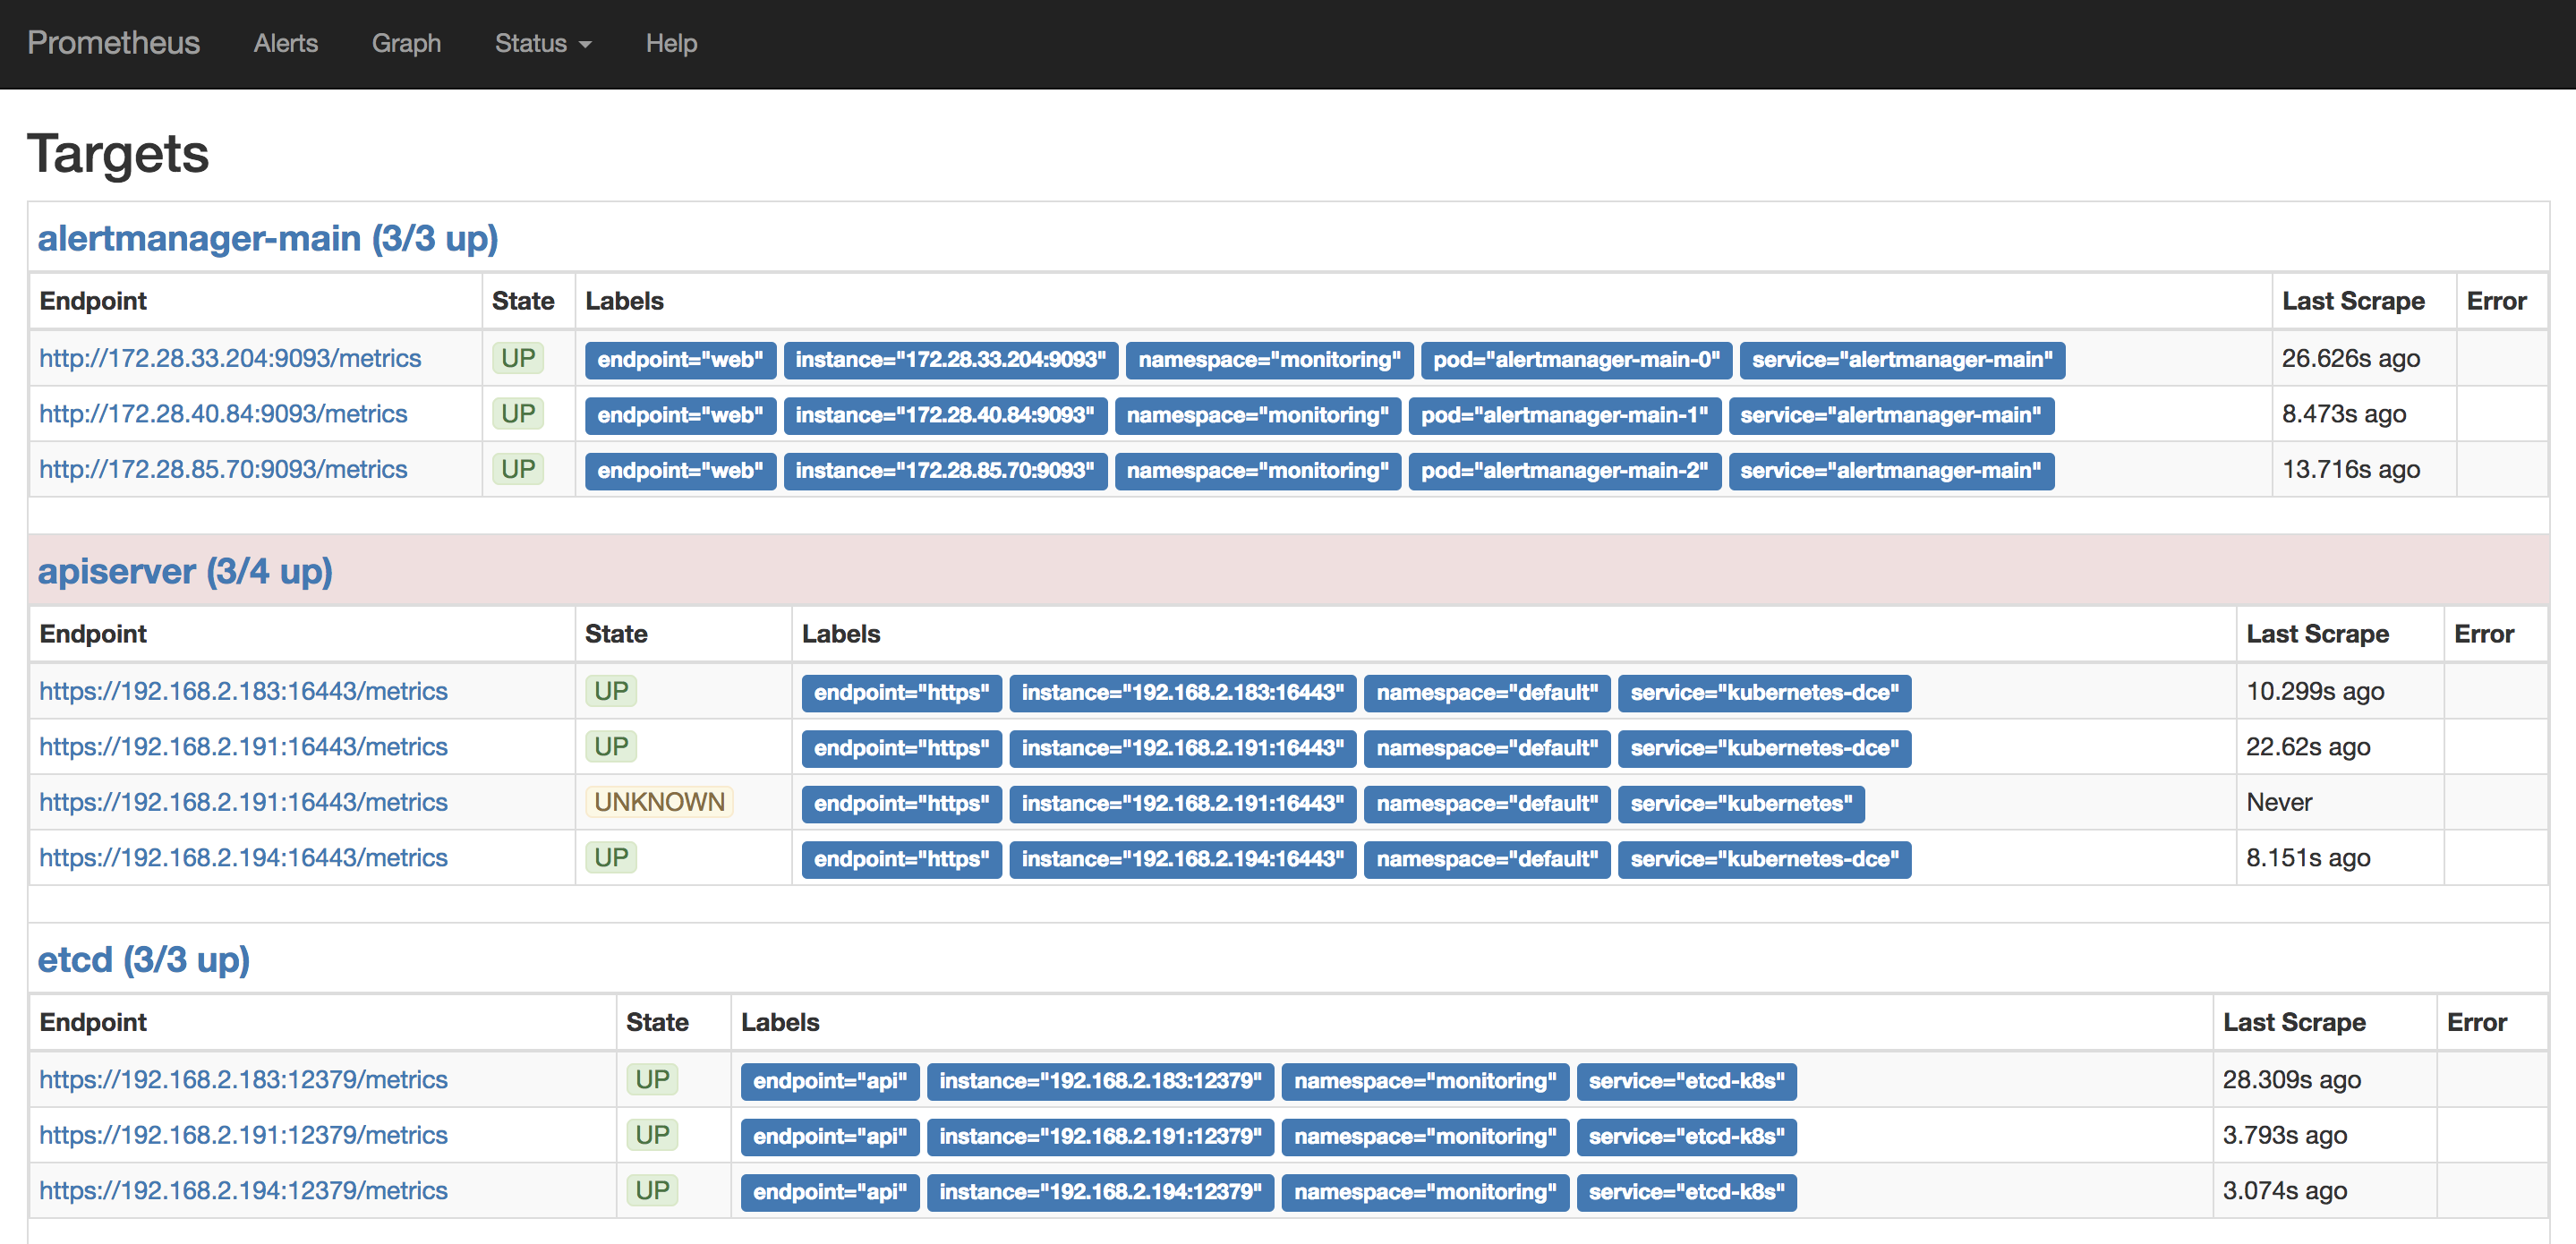 Prometheus Alerts Graph Status Help
Targets
alertmanager-main (3/3 up)
Endpoint State Labels Last Scrape Error
http://172.28.33.204:9093/metrics UP endpoint="web" instance="172.28.33.204:9093" namespace="monitoring" pod="alertmanager-main-0" service="alertmanager-main" 26.626s ago
http://172.28.40.84:9093/metrics UP endpoint="web" instance="172.28.40.84:9093" namespace="monitoring" pod="alertmanager-main-1" service="alertmanager-main" 8.473s ago
http://172.28.85.70:9093/metrics UP endpoint="web" instance="172.28.85.70:9093" namespace="monitoring" pod="alertmanager-main-2" service="alertmanager-main" 13.716s ago
apiserver (3/4 up)
Endpoint State Labels Last Scrape Error
https://192.168.2.183:16443/metrics UP endpoint="https" instance="192.168.2.183:16443" namespace="default" service="kubernetes-dce" 10.299s ago
https://192.168.2.191:16443/metrics UP endpoint="https" instance="192.168.2.191:16443" namespace="default" service="kubernetes-dce" 22.62s ago
https://192.168.2.191:16443/metrics UNKNOWN endpoint="https" instance="192.168.2.191:16443" namespace="default" service="kubernetes" Never
https://192.168.2.194:16443/metrics UP endpoint="https" instance="192.168.2.194:16443" namespace="default" service="kubernetes-dce" 8.151s ago
etcd (3/3 up)
Endpoint State Labels Last Scrape Error
https://192.168.2.183:12379/metrics UP endpoint="api" instance="192.168.2.183:12379" namespace="monitoring" service="etcd-k8s" 28.309s ago
https://192.168.2.191:12379/metrics UP endpoint="api" instance="192.168.2.191:12379" namespace="monitoring" service="etcd-k8s" 3.793s ago
https://192.168.2.194:12379/metrics UP endpoint="api" instance="192.168.2.194:12379" namespace="monitoring" service="etcd-k8s" 3.074s ago